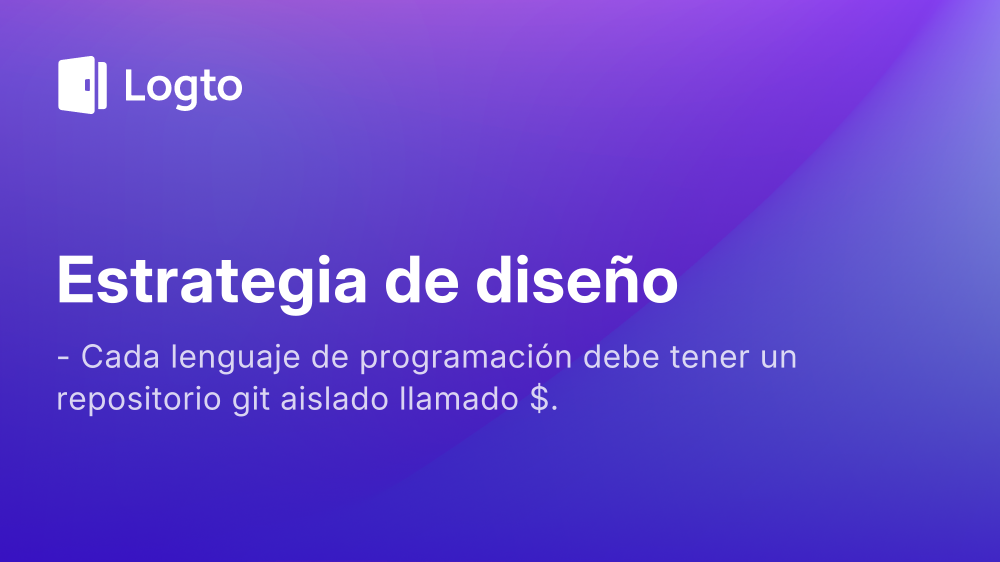 Logto
Estrategia de diseño
- Cada lenguaje de programación debe tener un
repositorio git aislado llamado $.